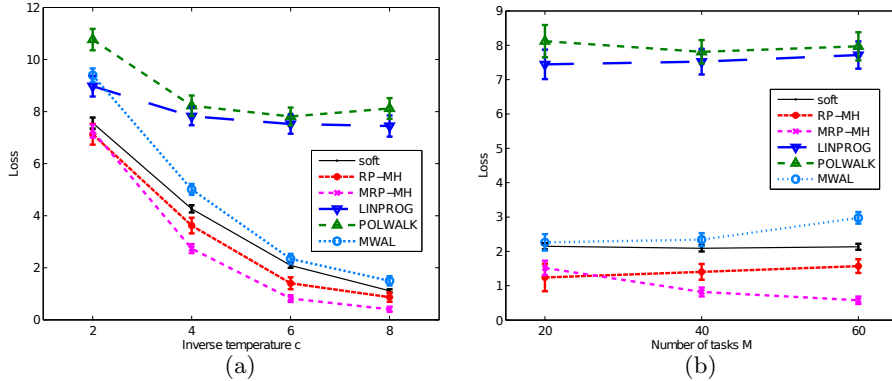 12
10
8
6
4
2
0
Loss
2
4
6
8
Inverse temperature c
soft
RP−MH
MRP−MH
LINPROG
POLWALK
MWAL
(a)
9
8
7
6
5
4
3
2
1
0
Loss
20
40
60
Number of tasks M
soft
RP−MH
MRP−MH
LINPROG
POLWALK
MWAL
(b)